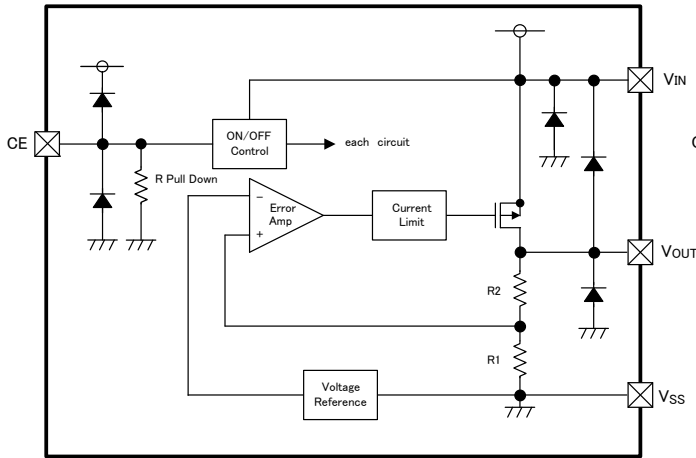 VIN
CE
ON/OFF
Control
each circuit
C
R Pull Down
−
Error
Amp
+
Current
Limit
VOUT
R2
R1
Voltage
Reference
VSS